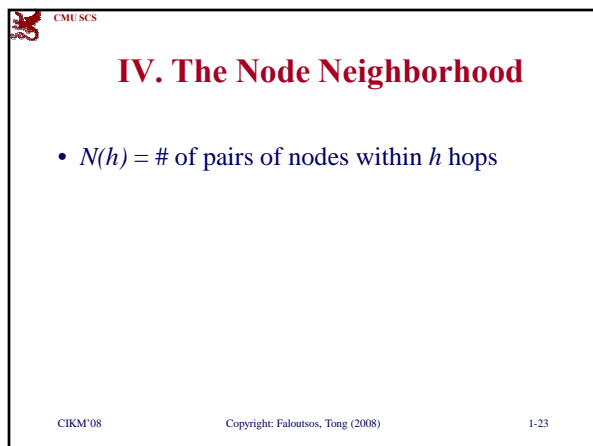 CMU SCS
IV. The Node Neighborhood
• N(h) = # of pairs of nodes within h hops
CIKM’08 Copyright: Faloutsos, Tong (2008) 1-23